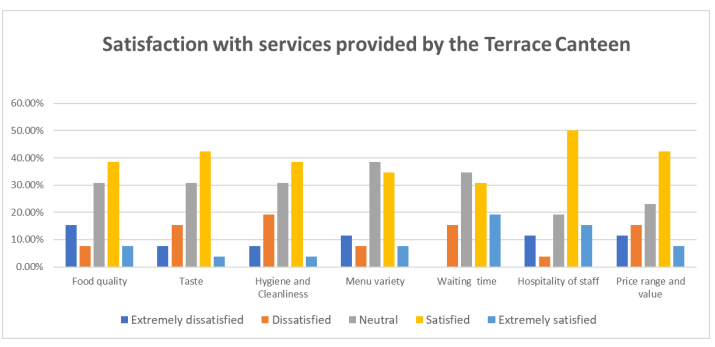 Satisfaction with services provided by the Terrace Canteen
60.00%
50.00%
40.00%
30.00%
20.00%
10.00%
0.00%
Food quality
Taste
Hygiene and
Cleanliness
Menu variety
Waiting time
Hospitality of staff
Price range and
value
Extremely dissatisfied
Dissatisfied
Neutral
Satisfied
Extremely satisfied